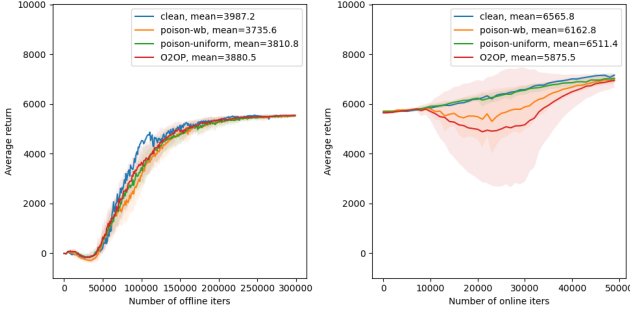 10000
8000
6000
4000
2000
0
Average return
clean, mean=3987.2
poison-wb, mean=3735.6
poison-uniform, mean=3810.8
O2OP, mean=3880.5
0 50000 100000 150000 200000 250000 300000
Number of offline iters
10000
8000
6000
4000
2000
0
Average return
clean, mean=6565.8
poison-wb, mean=6162.8
poison-uniform, mean=6511.4
O2OP, mean=5875.5
0 10000 20000 30000 40000 50000
Number of online iters